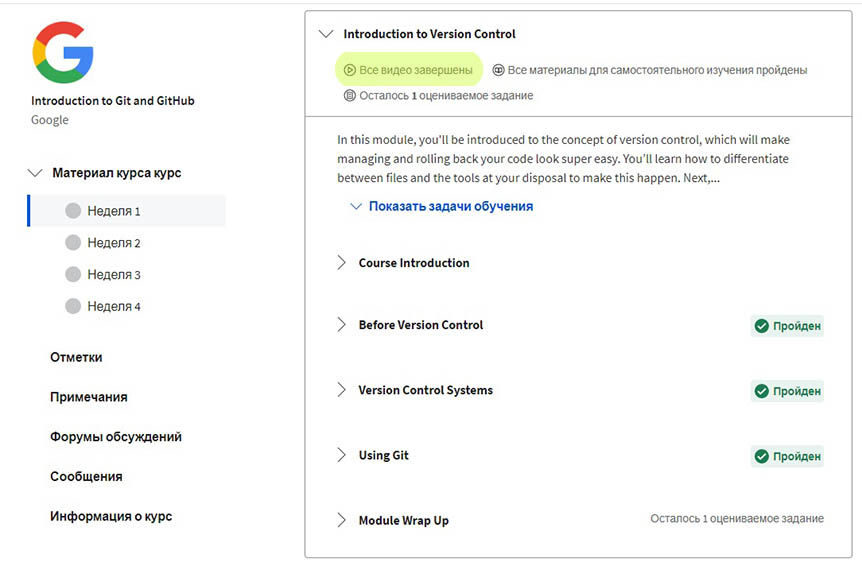 Introduction to Git and GitHub
Google
Материал курса курс
Неделя 1
Неделя 2
Неделя 3
Неделя 4
Отметки
Примечания
Форумы обсуждений
Сообщения
Информация о курс
Introduction to Version Control
Все видео завершены Все материалы для самостоятельного изучения пройдены
Осталось 1 оцениваемое задание
In this module, you'll be introduced to the concept of version control, which will make
managing and rolling back your code look super easy. You'll learn how to differentiate
between files and the tools at your disposal to make this happen. Next,...
Показать задачи обучения
Course Introduction
Before Version Control Пройден
Version Control Systems Пройден
Using Git Пройден
Module Wrap Up Осталось 1 оцениваемое задание